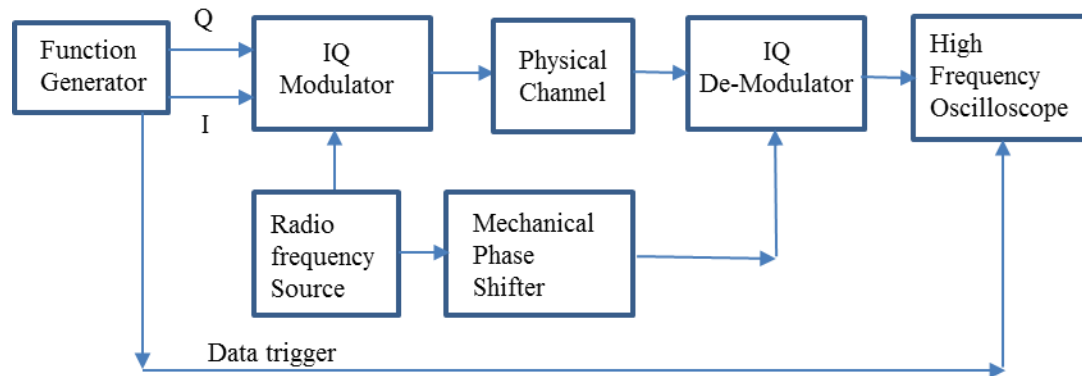 Function
Generator
Q
I
IQ
Modulator
Physical
Channel
IQ
De-Modulator
High
Frequency
Oscilloscope
Radio
frequency
Source
Mechanical
Phase
Shifter
Data trigger